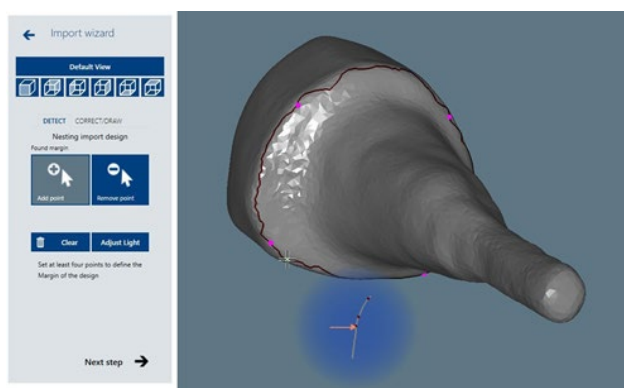 Import wizard
Default View
DETECT
CORRECT/DRAW
Nesting import design
Found margin
Add point
Remove point
Clear
Adjust Light
Set at least four points to define the
Margin of the design
Next step